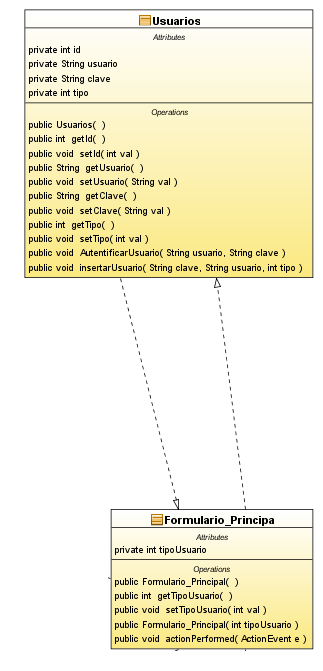 Usuarios
Attributes
private int id
private String usuario
private String clave
private int tipo
Operations
public Usuarios( )
public int getId( )
public void setId( int val )
public String getUsuario( )
public void setUsuario( String val )
public String getClave( )
public void setClave( String val )
public int getTipo( )
public void setTipo( int val )
public void AutentificarUsuario( String usuario, String clave )
public void insertarUsuario( String clave, String usuario, int tipo )
Formulario_Principa
Attributes
private int tipoUsuario
Operations
public Formulario_Principal( )
public int getTipoUsuario( )
public void setTipoUsuario( int val )
public Formulario_Principal( int tipoUsuario )
public void actionPerformed( ActionEvent e )